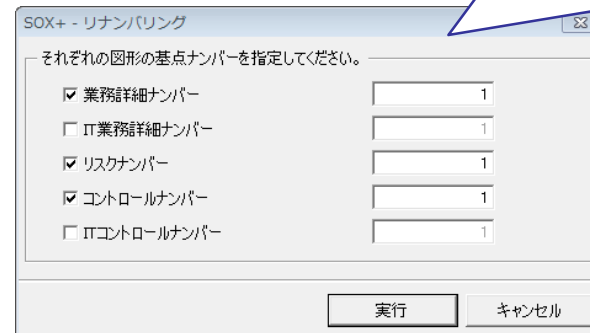 SOX+ - リナンバリング
それぞれの図形の基点ナンバーを指定してください。
業務詳細ナンバー 1
IT業務詳細ナンバー 1
リスクナンバー 1
コントロールナンバー 1
ITコントロールナンバー 1
実行 キャンセル